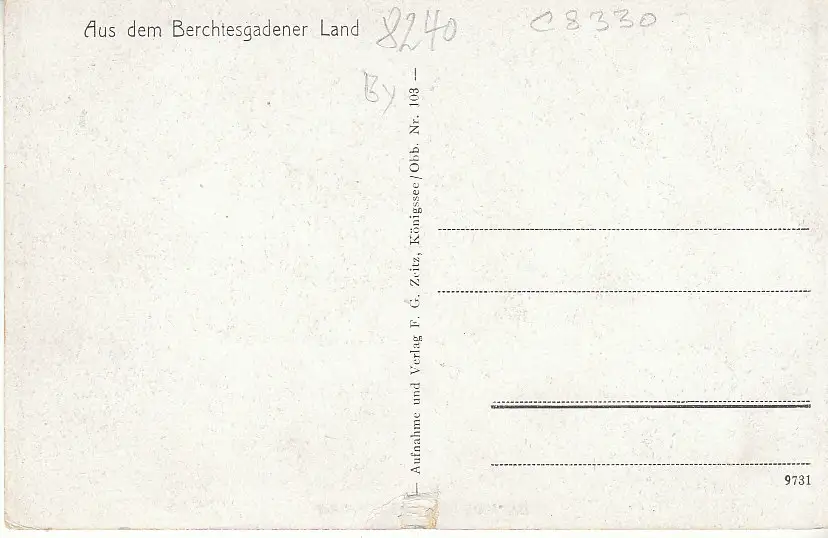 Aus dem Berchtesgadener Land
8240
C8330
By
— Aufnahme und Verlag F. G. Zeitz, Königssee/Obb. Nr. 103 —
9731